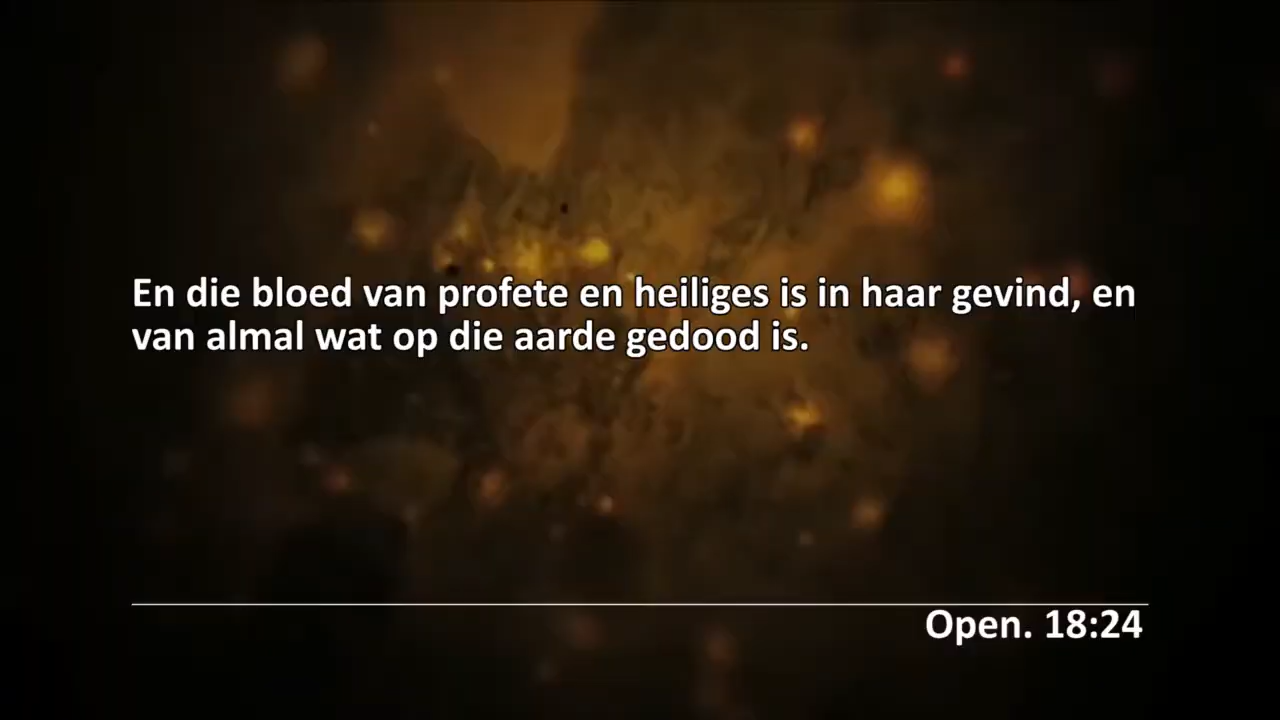 En die bloed van profete en heiliges is in haar gevind, en
van almal wat op die aarde gedood is.
Open. 18:24